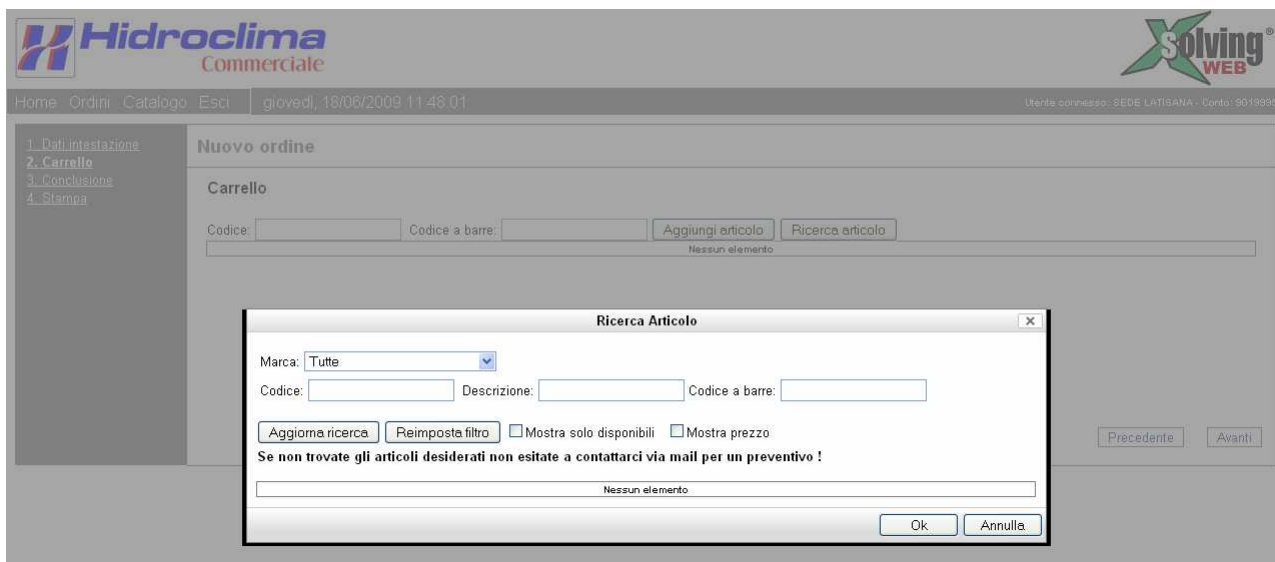 Hidroclima
Commerciale
Xsolving®
WEB
Home Ordini Catalogo Esci giovedì, 18/06/2009 11.48.01 Utente connesso: SEDE LATISANA - Conto: 9019995
1. Dati intestazione
2. Carrello
3. Conclusione
4. Stampa
Nuovo ordine
Carrello
Codice: Codice a barre: Aggiungi articolo Ricerca articolo
Nessun elemento
Ricerca Articolo
Marca: Tutte
Codice: Descrizione: Codice a barre:
Aggiorna ricerca Reimposta filtro Mostra solo disponibili Mostra prezzo
Se non trovate gli articoli desiderati non esitate a contattarci via mail per un preventivo !
Nessun elemento
Ok Annulla
Precedente Avanti